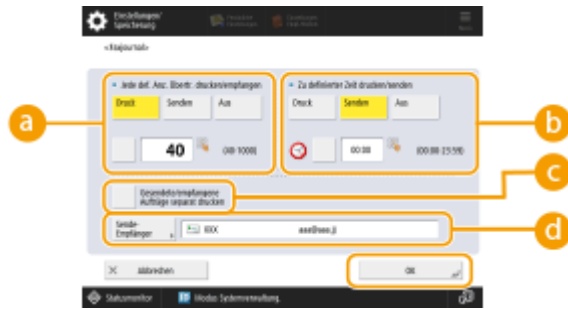 Einstellungen/
Speicherung
<Faxjournal>
Jede def. Anz. Übertr. drucken/empfangen
Druck
Senden
Aus
40
(40-1000)
Zu definierter Zeit drucken/senden
Druck
Senden
Aus
00:00
(00:00-23:59)
a
b
c
d
Gesendete/empfangene
Aufträge separat drucken
Sende-
Empfänger
XXX
Abbrechen
OK
Statusmonitor
Modus Systemverwaltung.